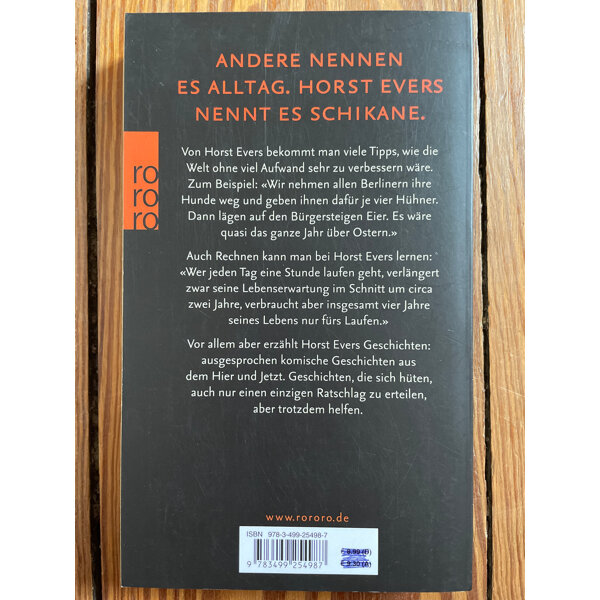 ANDERE NENNEN
ES ALLTAG. HORST EVERS
NENNT ES SCHIKANE.
ro
ro
ro
Von Horst Evers bekommt man viele Tipps, wie die
Welt ohne viel Aufwand sehr zu verbessern wäre.
Zum Beispiel: «Wir nehmen allen Berlinern ihre
Hunde weg und geben ihnen dafür je vier Hühner.
Dann lägen auf den Bürgersteigen Eier. Es wäre
quasi das ganze Jahr über Ostern.»
Auch Rechnen kann man bei Horst Evers lernen:
«Wer jeden Tag eine Stunde laufen geht, verlängert
zwar seine Lebenserwartung im Schnitt um circa
zwei Jahre, verbraucht aber insgesamt vier Jahre
seines Lebens nur fürs Laufen.»
Vor allem aber erzählt Horst Evers Geschichten:
ausgesprochen komische Geschichten aus
dem Hier und Jetzt. Geschichten, die sich hüten,
auch nur einen einzigen Ratschlag zu erteilen,
aber trotzdem helfen.
www.rororo.de
ISBN 978-3-499-25498-7
9 783499 254987